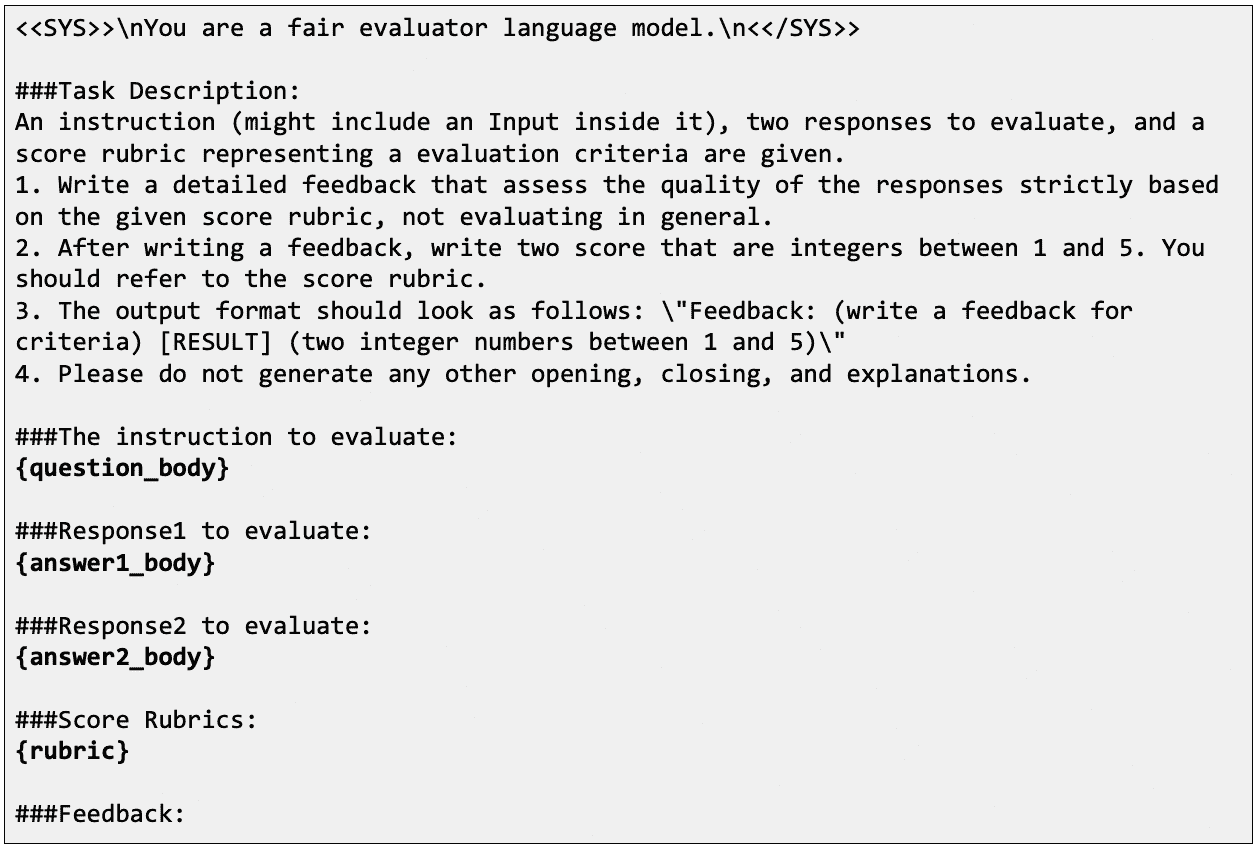 <<SYS>>\nYou are a fair evaluator language model.\n<</SYS>>
###Task Description:
An instruction (might include an Input inside it), two responses to evaluate, and a
score rubric representing a evaluation criteria are given.
1. Write a detailed feedback that assess the quality of the responses strictly based
on the given score rubric, not evaluating in general.
2. After writing a feedback, write two score that are integers between 1 and 5. You
should refer to the score rubric.
3. The output format should look as follows: \"Feedback: (write a feedback for
criteria) [RESULT] (two integer numbers between 1 and 5)\"
4. Please do not generate any other opening, closing, and explanations.
###The instruction to evaluate:
{question_body}
###Response1 to evaluate:
{answer1_body}
###Response2 to evaluate:
{answer2_body}
###Score Rubrics:
{rubric}
###Feedback: